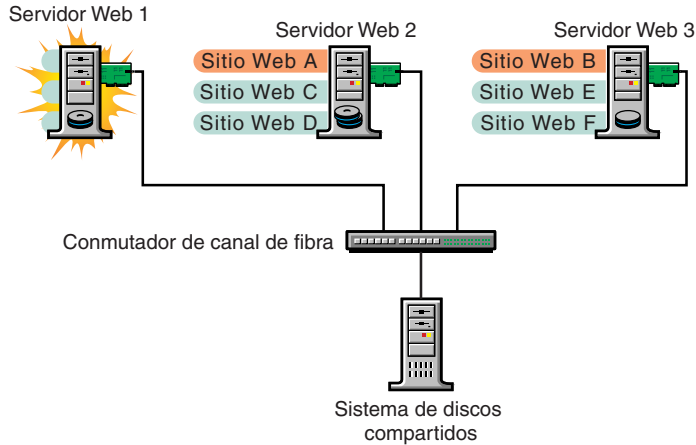 Servidor Web 1
Servidor Web 2
Servidor Web 3
Sitio Web A
Sitio Web C
Sitio Web D
Sitio Web B
Sitio Web E
Sitio Web F
Conmutador de canal de fibra
Sistema de discos
compartidos